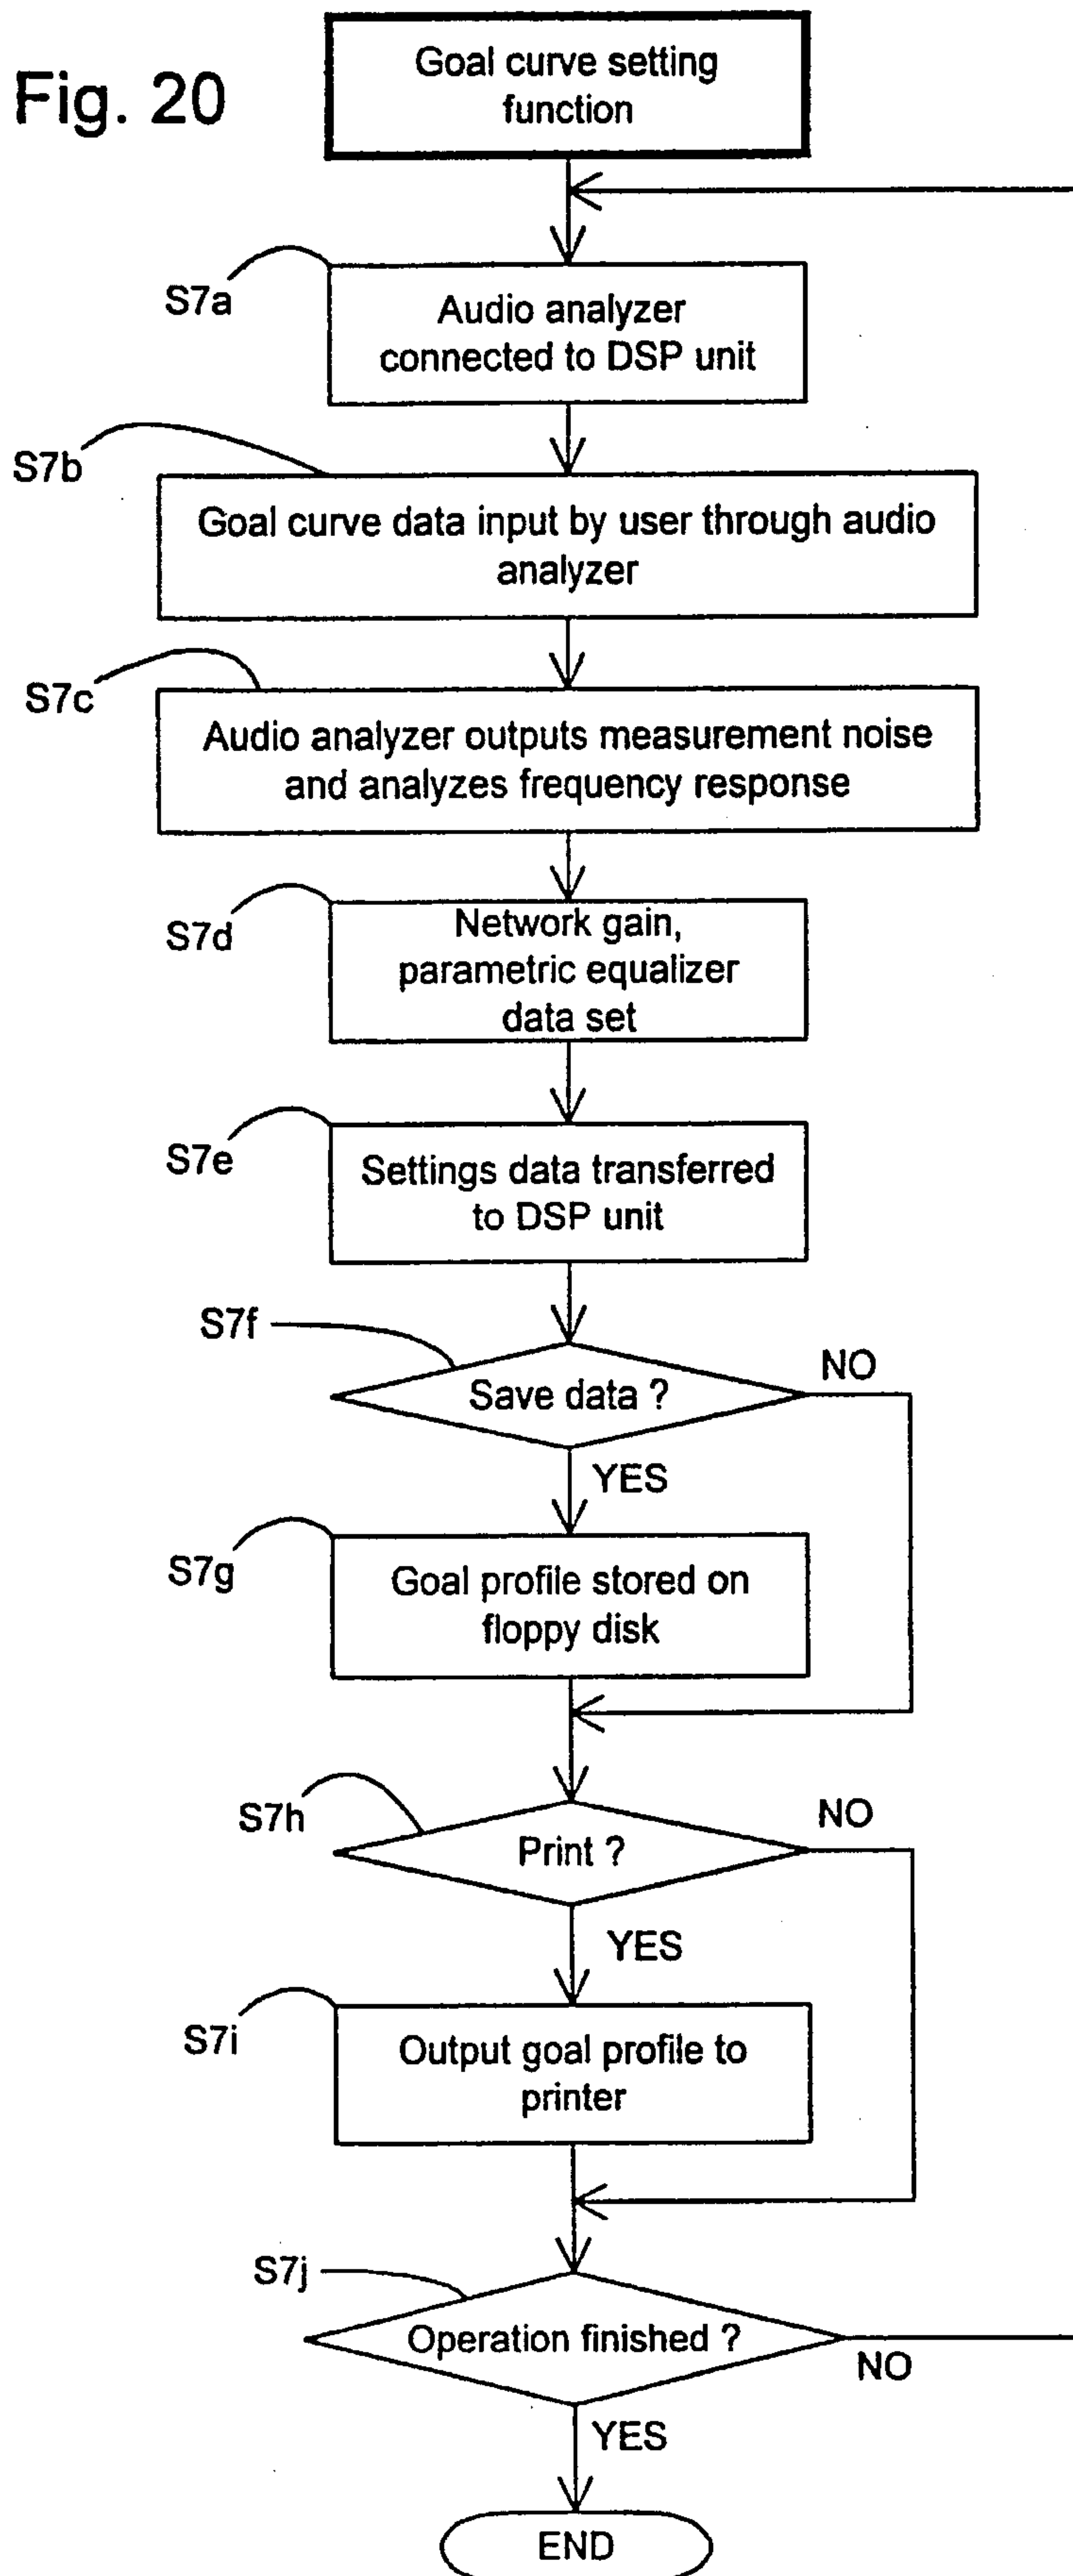 Fig. 20
Goal curve setting
function
S7a
Audio analyzer
connected to DSP unit
S7b
Goal curve data input by user through audio
analyzer
S7c
Audio analyzer outputs measurement noise
and analyzes frequency response
S7d
Network gain,
parametric equalizer
data set
S7e
Settings data transferred
to DSP unit
S7f
Save data ?
NO
YES
S7g
Goal profile stored on
floppy disk
S7h
Print ?
NO
YES
S7i
Output goal profile to
printer
S7j
Operation finished ?
NO
YES
END